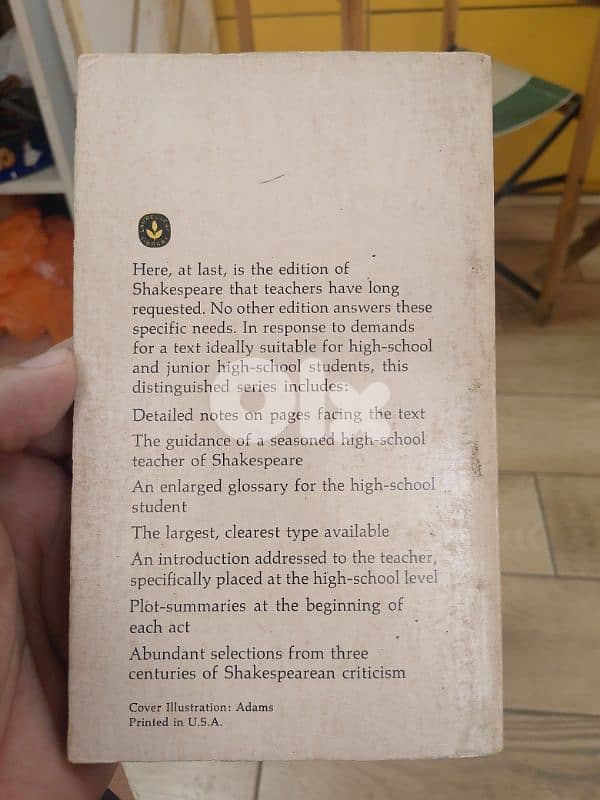 Here, at last, is the edition of
Shakespeare that teachers have long
requested. No other edition answers these
specific needs. In response to demands
for a text ideally suitable for high-school
and junior high-school students, this
distinguished series includes:
Detailed notes on pages facing the text
The guidance of a seasoned high-school
teacher of Shakespeare
An enlarged glossary for the high-school
student
The largest, clearest type available
An introduction addressed to the teacher,
specifically placed at the high-school level
Plot-summaries at the beginning of
each act
Abundant selections from three
centuries of Shakespearean criticism
Cover Illustration: Adams
Printed in U.S.A.
olx